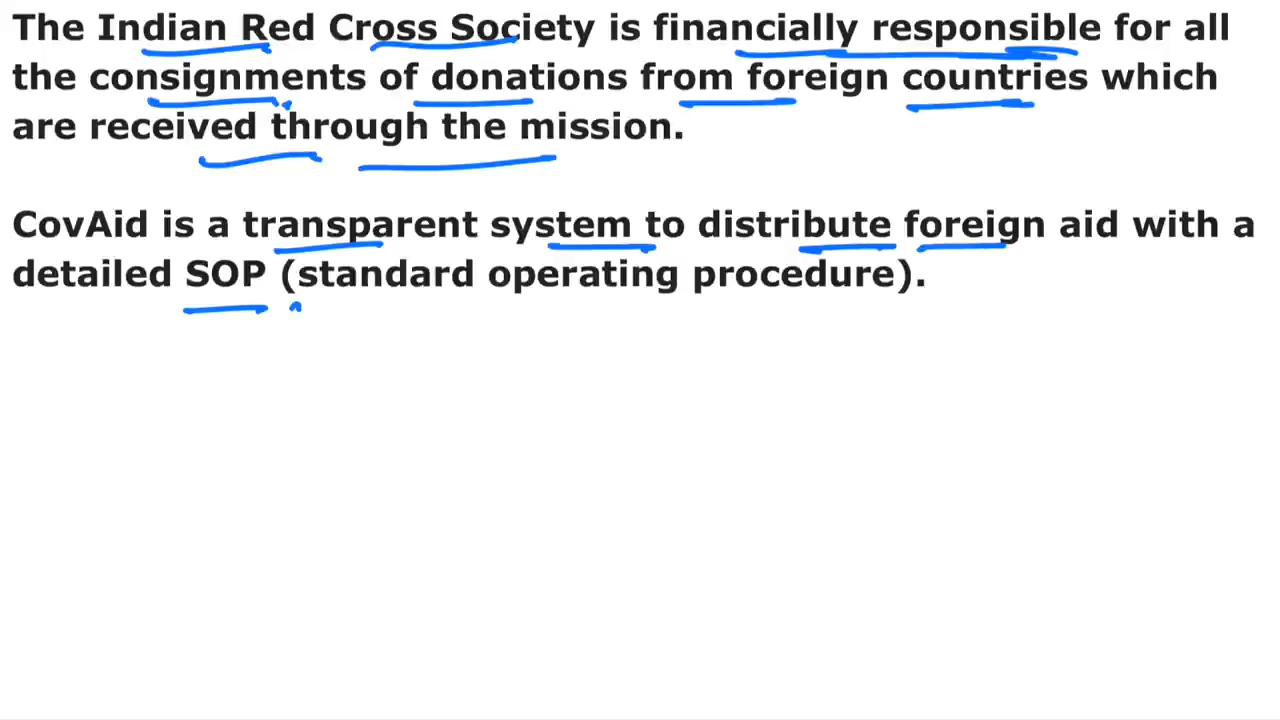 The Indian Red Cross Society is financially responsible for all
the consignments of donations from foreign countries which
are received through the mission.
CovAid is a transparent system to distribute foreign aid with a
detailed SOP (standard operating procedure).